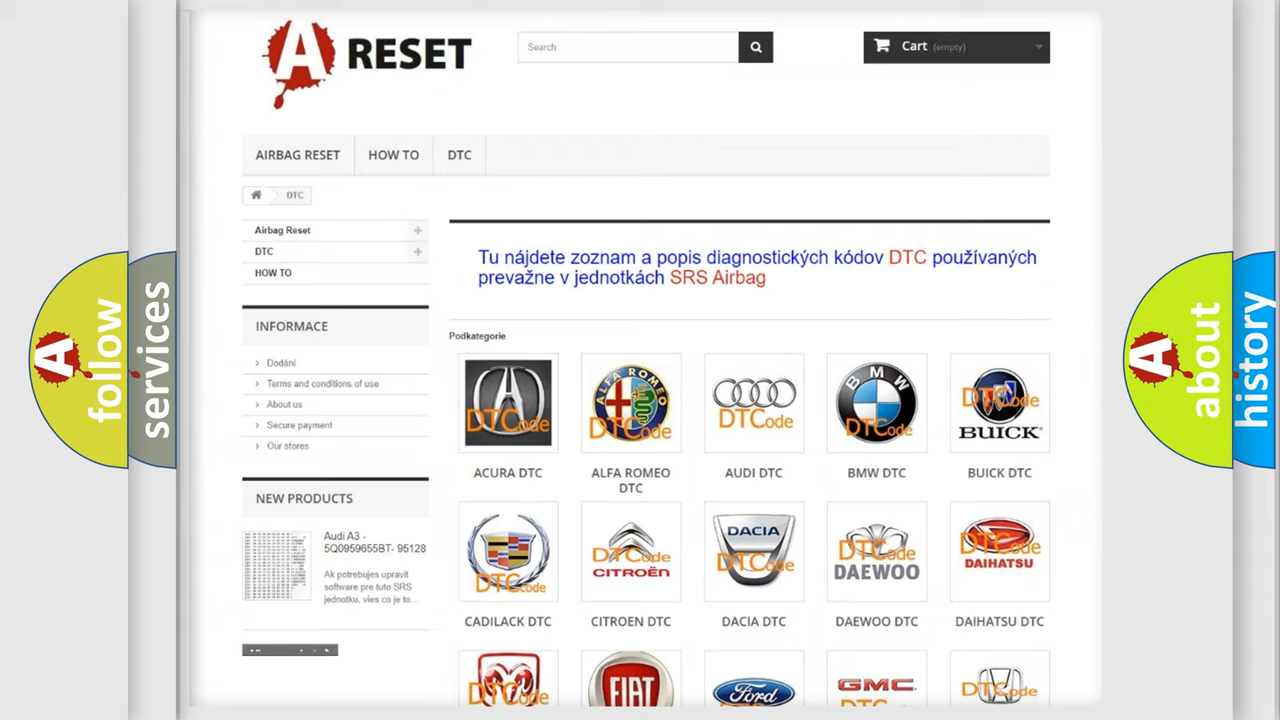 A RESET
Search
Cart (empty)
AIRBAG RESET
HOW TO
DTC
DTC
Airbag Reset
DTC
HOW TO
Tu nájdete zoznam a popis diagnostických kódov DTC používaných
prevažne v jednotkách SRS Airbag
INFORMACE
Dodání
Terms and conditions of use
About us
Secure payment
Our stores
Podkategorie
DTCode
ACURA DTC
ALFA ROMEO
DTCode
ALFA ROMEO
DTC
DTCode
AUDI DTC
BMW
DTCode
BMW DTC
DTCode
BUICK
BUICK DTC
NEW PRODUCTS
Audi A3 -
5Q0959655BT- 95128
Ak potrebujes upravit
software pre tuto SRS
jednotku, vies co je to...
DTCode
CADILACK DTC
DTCode
CITROËN
CITROEN DTC
DACIA
DTCode
DACIA DTC
DTCode
DAEWOO
DAEWOO DTC
DTCode
DAIHATSU
DAIHATSU DTC
DTCode
FIAT
Ford
GMC
DTCode
A follow
services
A about
history